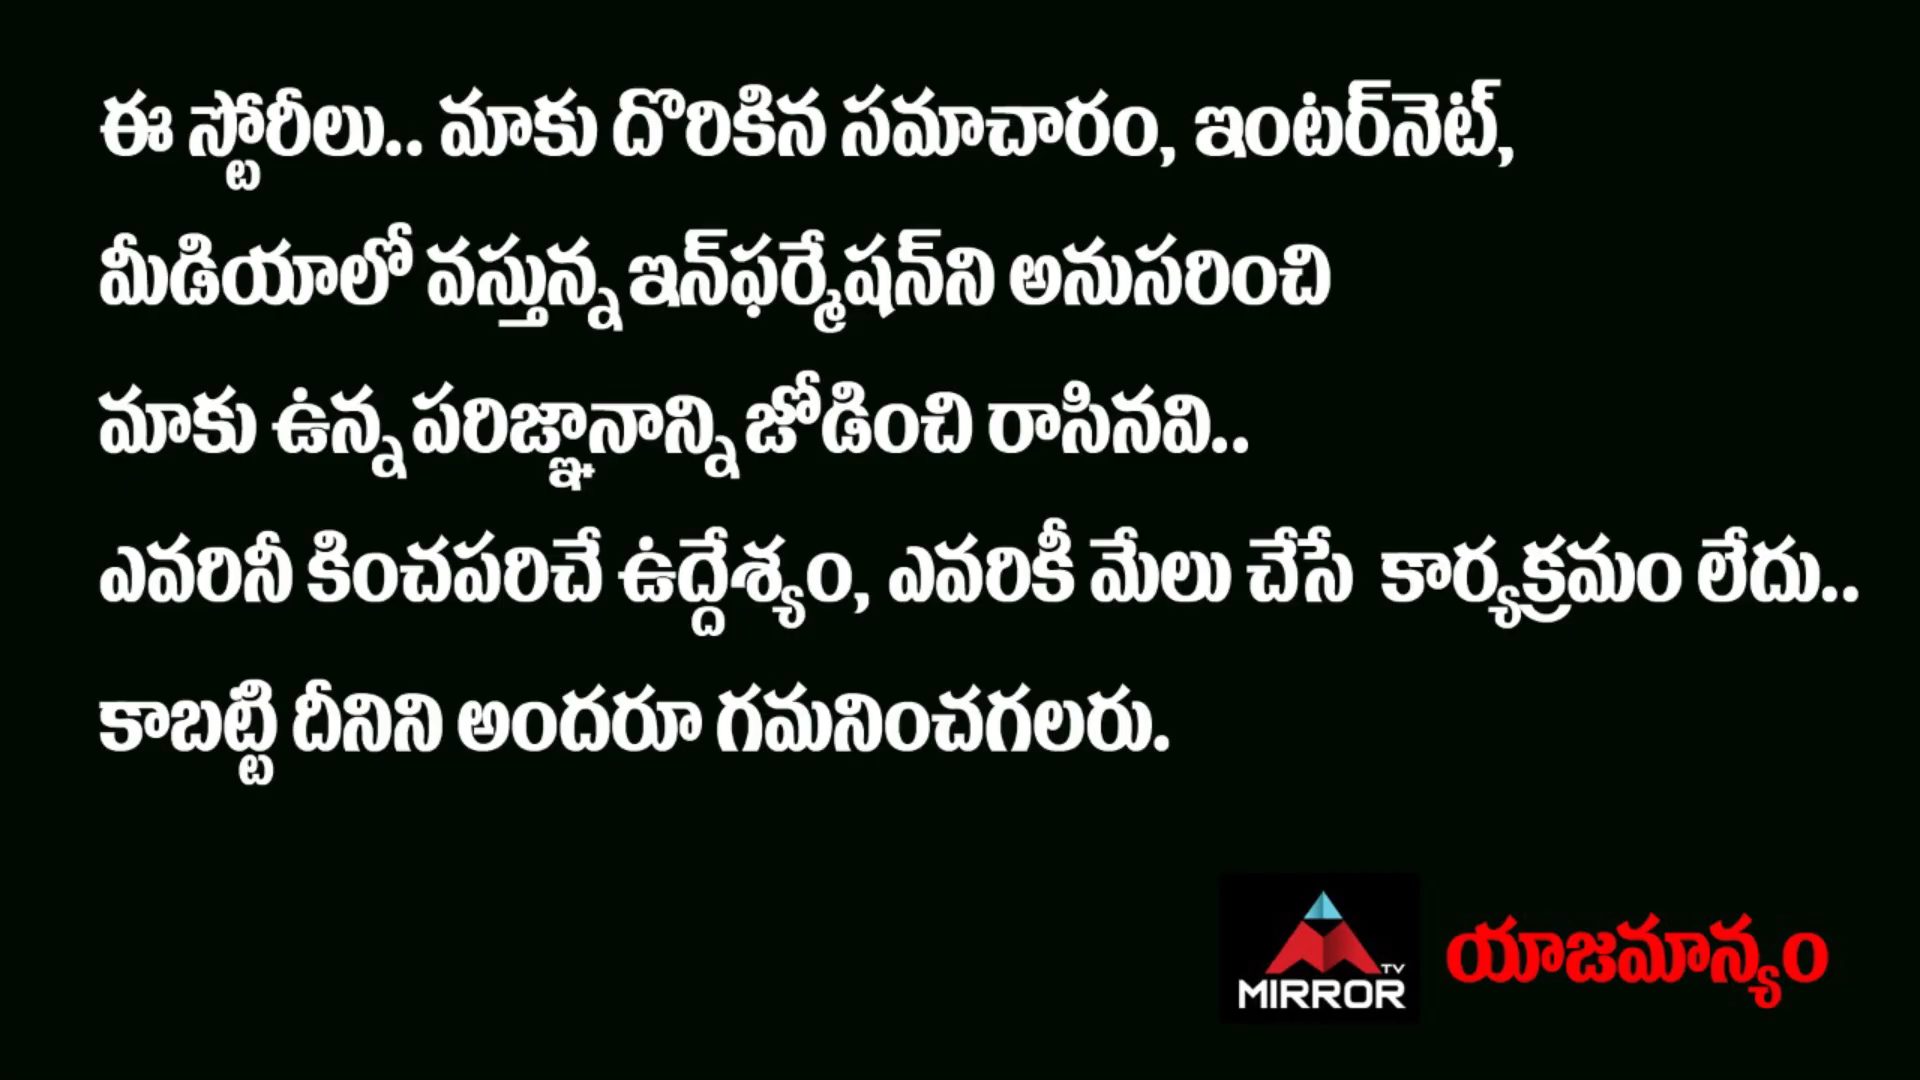 ఈ స్టోరీలు.. మాకు దొరికిన సమాచారం, ఇంటర్‌నెట్,
మీడియాలో వస్తున్న ఇన్‌ఫర్మేషన్‌ని అనుసరించి
మాకు ఉన్న పరిజ్ఞానాన్ని జోడించి రాసినవి..
ఎవరినీ కించపరిచే ఉద్దేశ్యం, ఎవరికీ మేలు చేసే కార్యక్రమం లేదు..
కాబట్టి దీనిని అందరూ గమనించగలరు.
TV
MIRROR
యాజమాన్యం